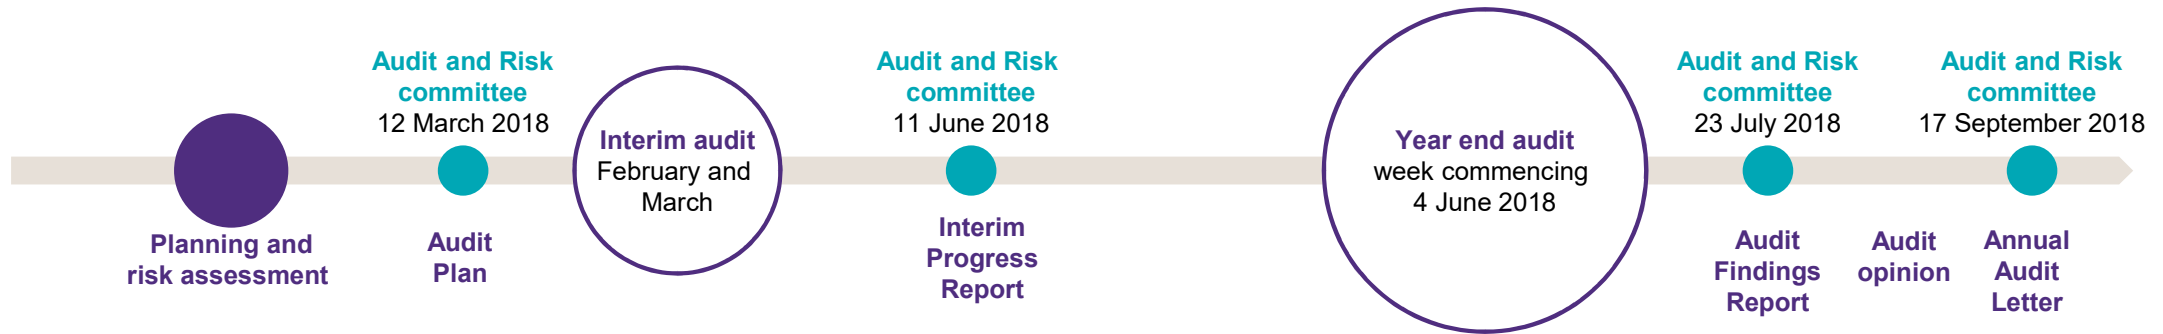 Planning and
risk assessment
Audit and Risk
committee
12 March 2018
Audit
Plan
Interim audit
February and
March
Audit and Risk
committee
11 June 2018
Interim
Progress
Report
Year end audit
week commencing
4 June 2018
Audit and Risk
committee
23 July 2018
Audit
Findings
Report
Audit
opinion
Audit and Risk
committee
17 September 2018
Annual
Audit
Letter